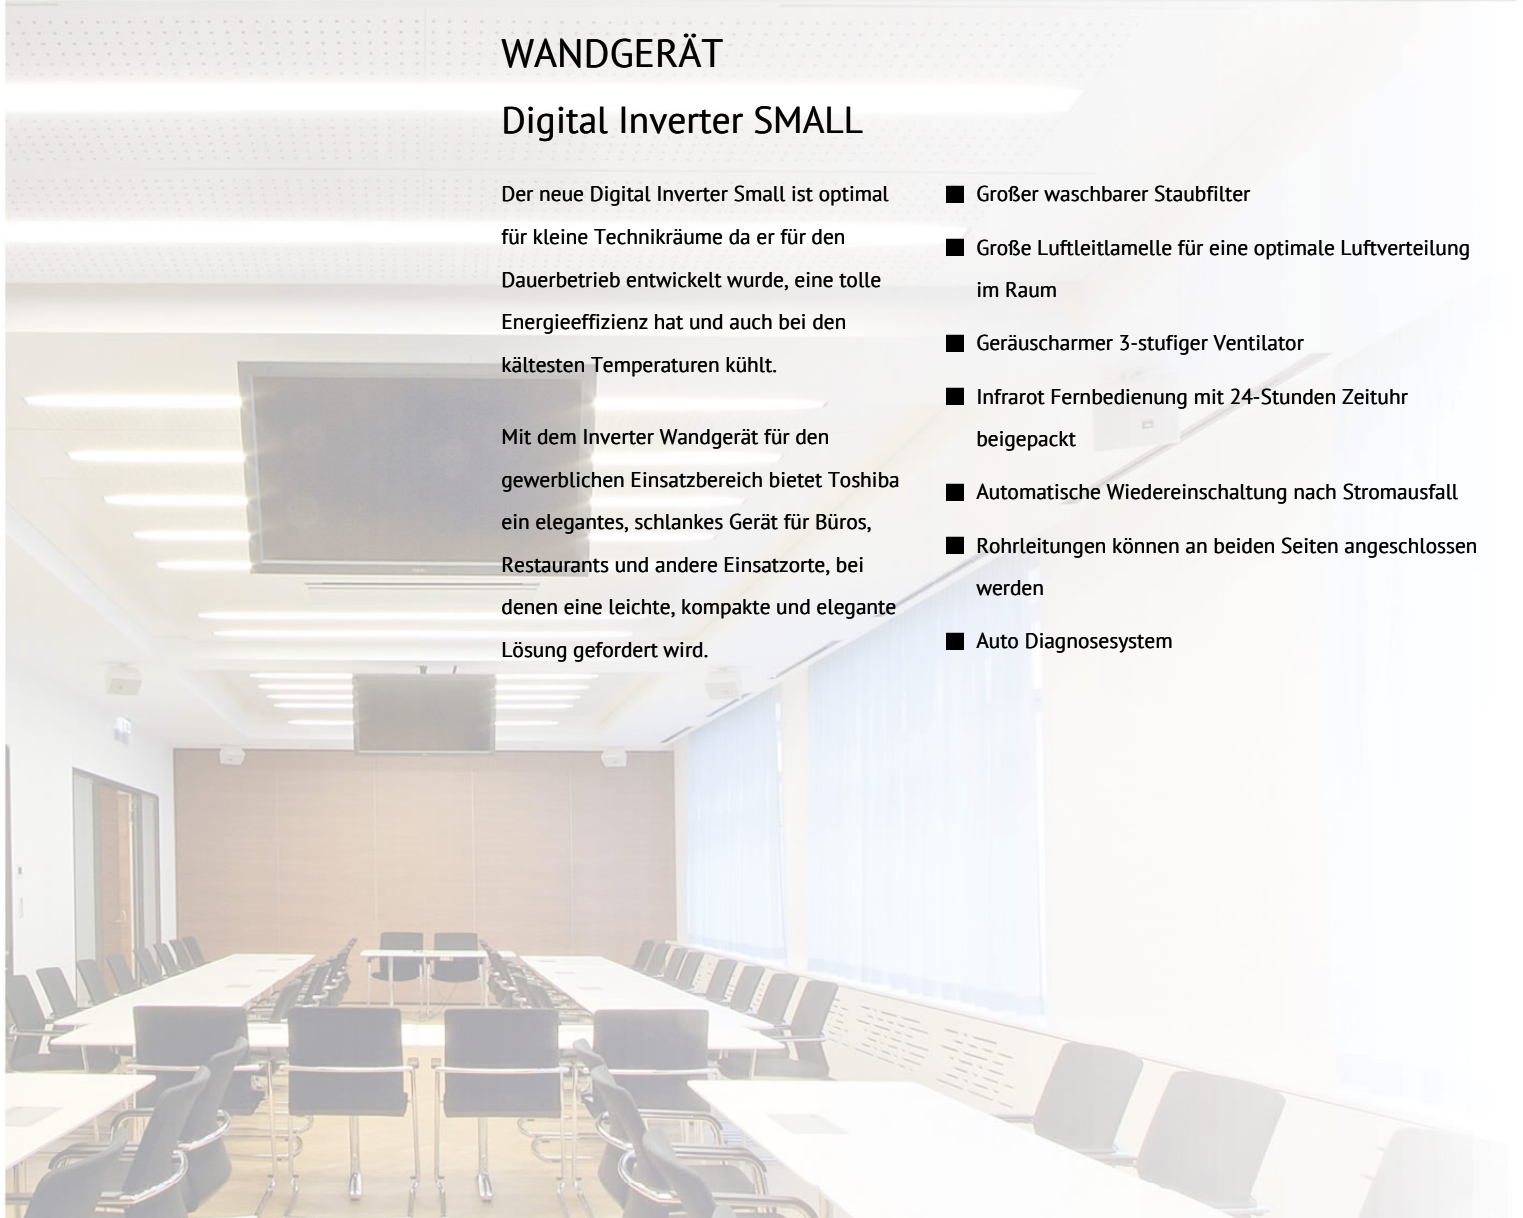 WANDGERÄT
Digital Inverter SMALL
Der neue Digital Inverter Small ist optimal
für kleine Technikräume da er für den
Dauerbetrieb entwickelt wurde, eine tolle
Energieeffizienz hat und auch bei den
kältesten Temperaturen kühlt.
Mit dem Inverter Wandgerät für den
gewerblichen Einsatzbereich bietet Toshiba
ein elegantes, schlankes Gerät für Büros,
Restaurants und andere Einsatzorte, bei
denen eine leichte, kompakte und elegante
Lösung gefordert wird.
Großer waschbarer Staubfilter
Große Luftleitlamelle für eine optimale Luftverteilung
im Raum
Geräuscharmer 3-stufiger Ventilator
Infrarot Fernbedienung mit 24-Stunden Zeituhr
beigepackt
Automatische Wiedereinschaltung nach Stromausfall
Rohrleitungen können an beiden Seiten angeschlossen
werden
Auto Diagnosesystem